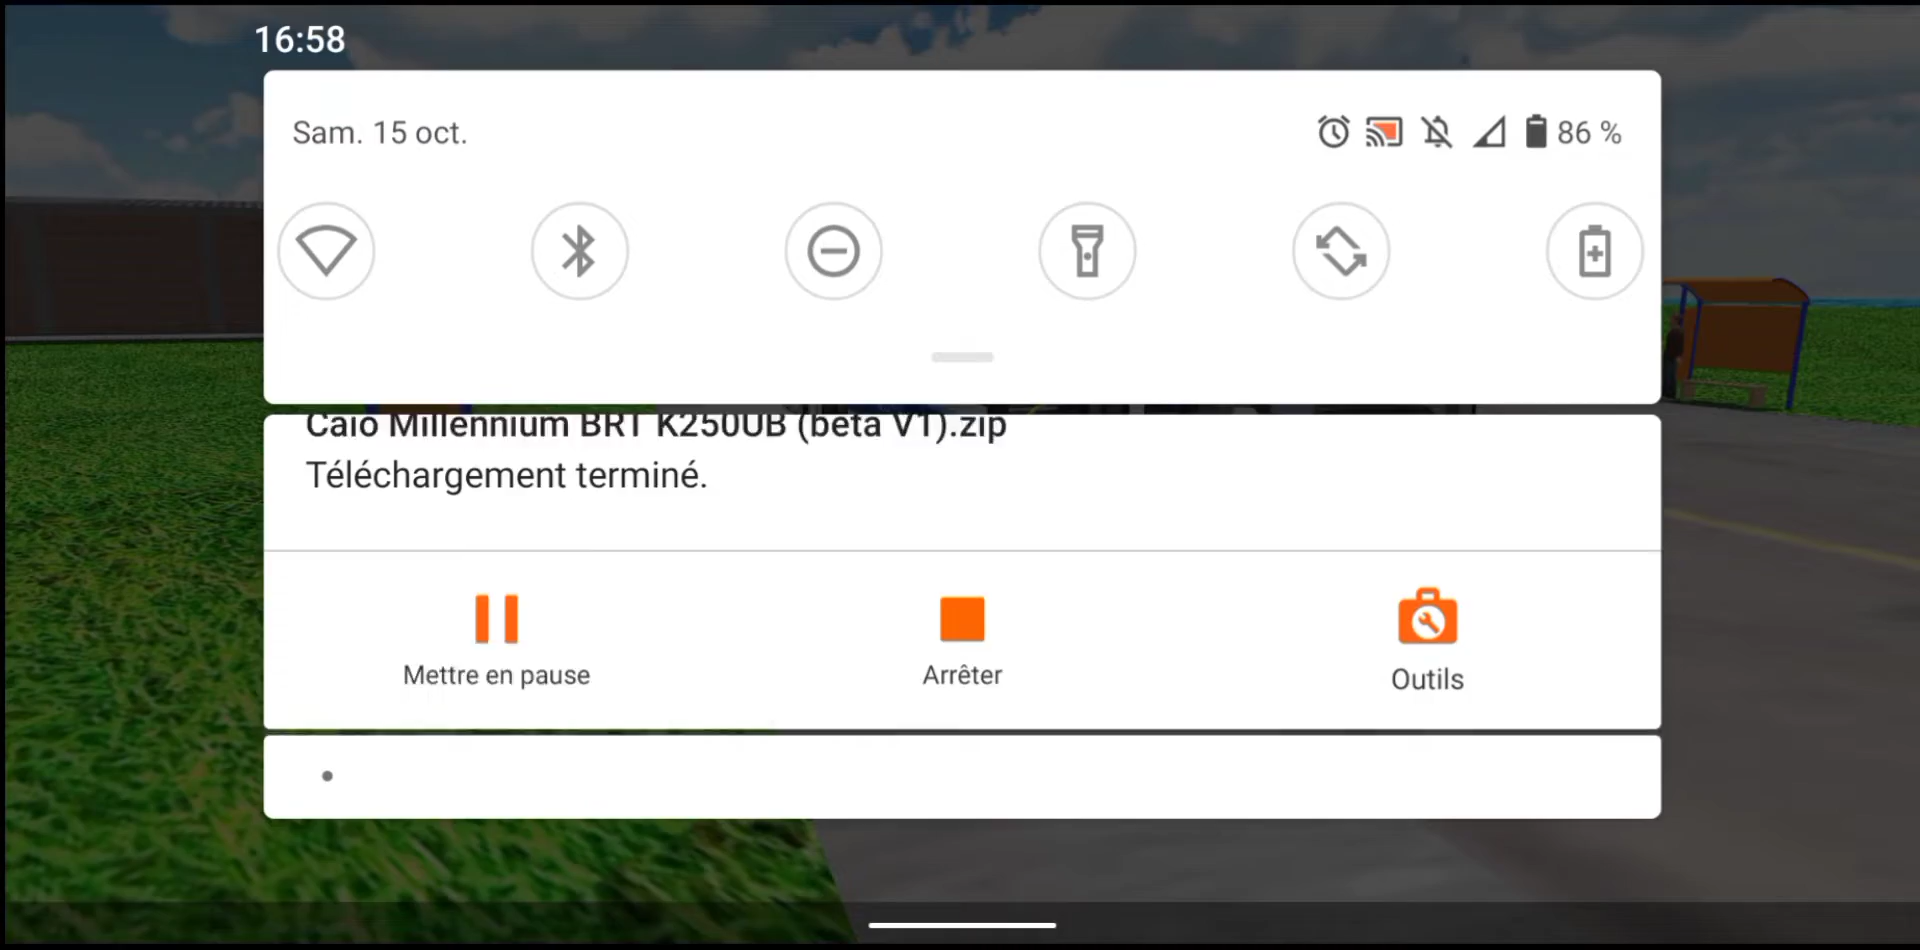 16:58
Sam. 15 oct.
86 %
Caio Millennium BRT K250UB (beta V1).zip
Téléchargement terminé.
Mettre en pause
Arrêter
Outils